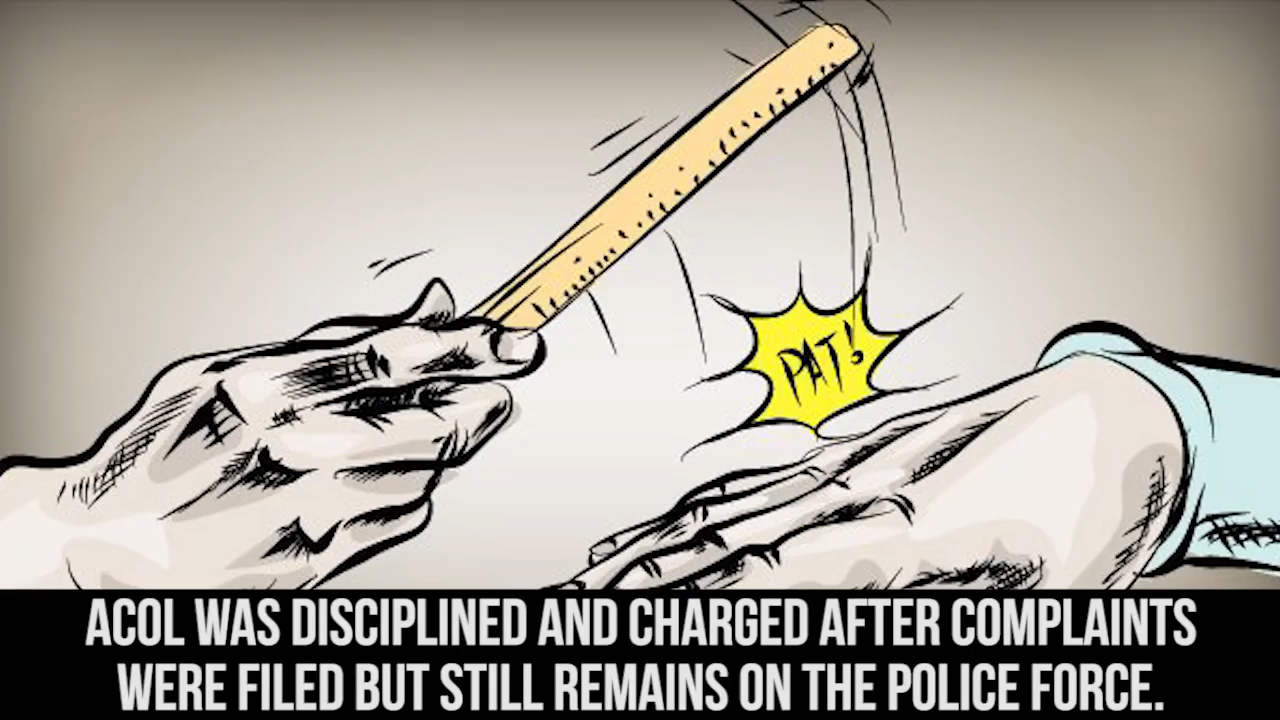 PAT!
ACOL WAS DISCIPLINED AND CHARGED AFTER COMPLAINTS
WERE FILED BUT STILL REMAINS ON THE POLICE FORCE.